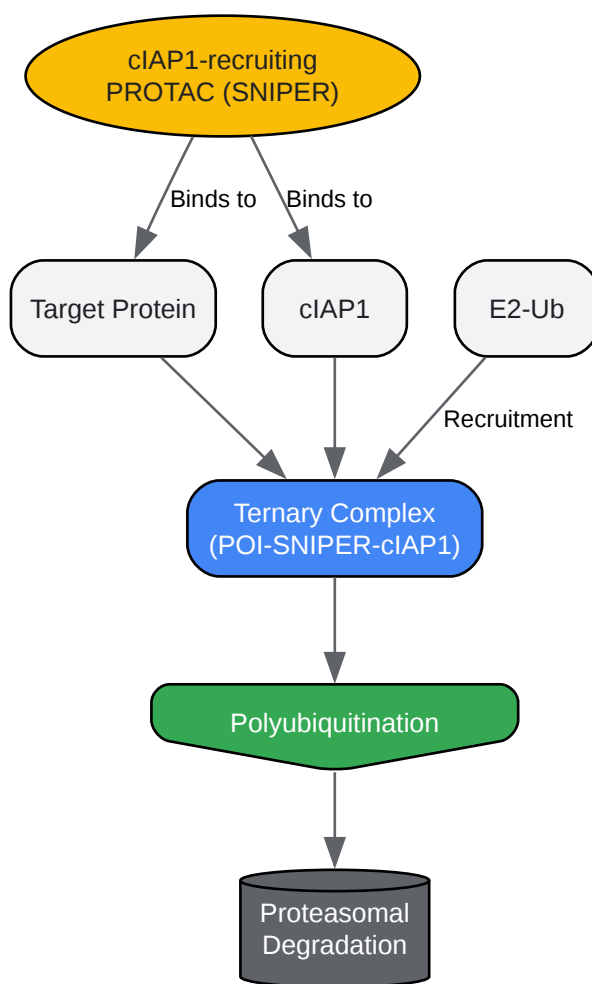 cIAP1-recruiting
PROTAC (SNIPER)
Binds to
Binds to
Target Protein
cIAP1
E2-Ub
Recruitment
Ternary Complex
(POI-SNIPER-cIAP1)
Polyubiquitination
Proteasomal
Degradation